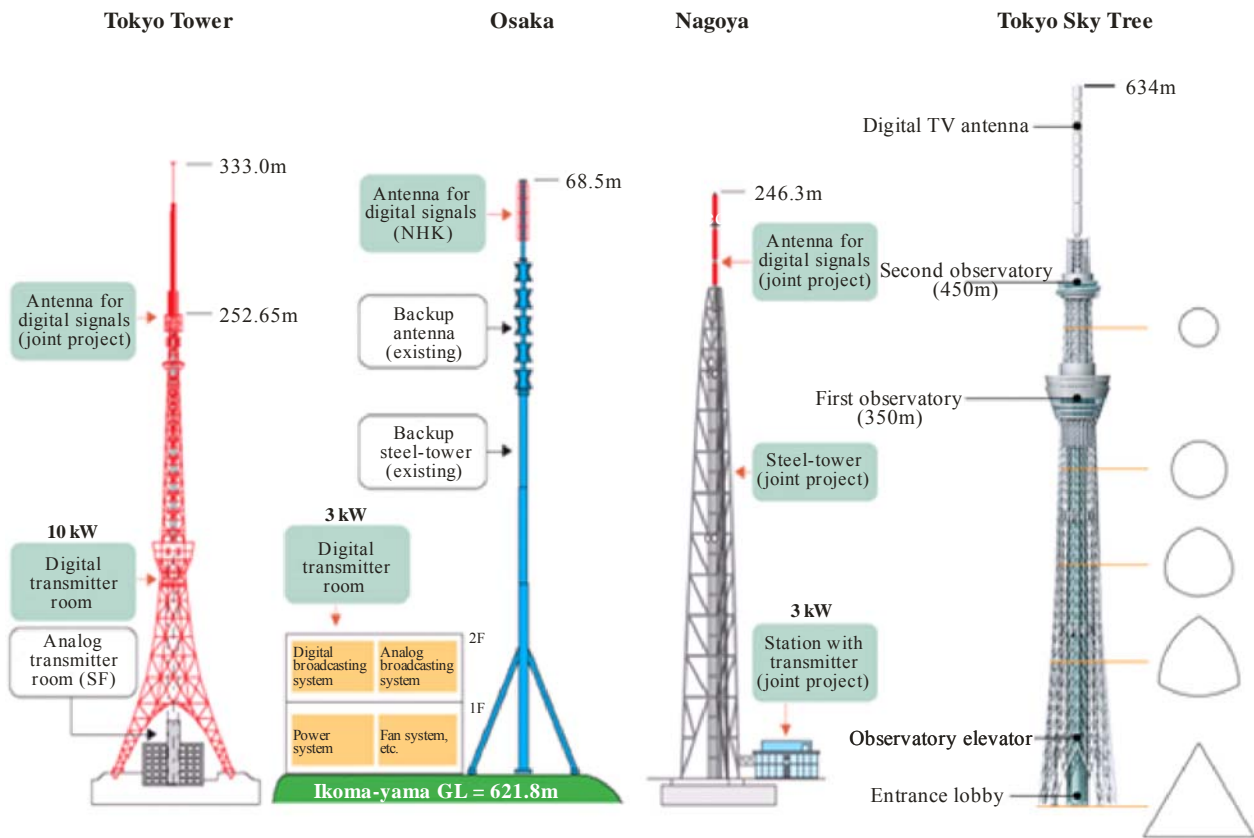 Tokyo Tower
Osaka
Nagoya
Tokyo Sky Tree
333.0m
Antenna for
digital signals
(joint project)
252.65m
10 kW
Digital
transmitter
room
Analog
transmitter
room (SF)
68.5m
Antenna for
digital signals
(NHK)
Backup
antenna
(existing)
Backup
steel-tower
(existing)
3 kW
Digital
transmitter
room
2F
Digital
broadcasting
system
Analog
broadcasting
system
1F
Power
system
Fan system,
etc.
Ikoma-yama GL = 621.8m
246.3m
Antenna for
digital signals
(joint project)
Steel-tower
(joint project)
3 kW
Station with
transmitter
(joint project)
634m
Digital TV antenna
Second observatory
(450m)
First observatory
(350m)
Observatory elevator
Entrance lobby